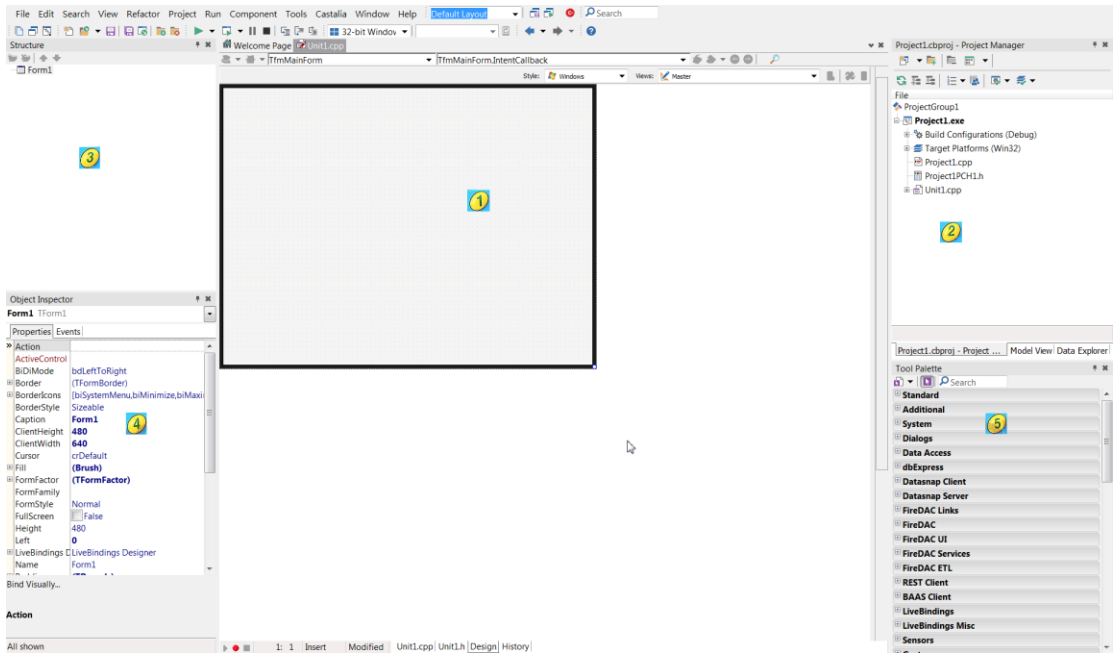 File Edit Search View Refactor Project Run Component Tools Castalia Window Help Default Layout Search
32-bit Windov
Structure
Form1
3
Welcome Page Unit1.cpp
TfmMainForm TfmMainForm.IntentCallback
Style: Windows Views: Master
1
Project1.cbproj - Project Manager
File
ProjectGroup1
Project1.exe
Build Configurations (Debug)
Target Platforms (Win32)
Project1.cpp
Project1PCH1.h
Unit1.cpp
2
Project1.cbproj - Project ... Model View Data Explorer
Object Inspector
Form1 TForm1
Properties Events
Action
ActiveControl
BiDiMode bdLeftToRight
Border (TFormBorder)
BorderIcons [biSystemMenu,biMinimize,biMaxi
BorderStyle Sizeable
Caption Form1
ClientHeight 480
ClientWidth 640
Cursor crDefault
Fill (Brush)
FormFactor (TFormFactor)
FormFamily
FormStyle Normal
FullScreen False
Height 480
Left 0
LiveBindings D LiveBindings Designer
Name Form1
4
Bind Visually...
Action
All shown
1: 1 Insert Modified Unit1.cpp Unit1.h Design History
Tool Palette
Search
Standard
Additional
System
Dialogs
Data Access
dbExpress
Datasnap Client
Datasnap Server
FireDAC Links
FireDAC
FireDAC UI
FireDAC Services
FireDAC ETL
REST Client
BAAS Client
LiveBindings
LiveBindings Misc
Sensors
5